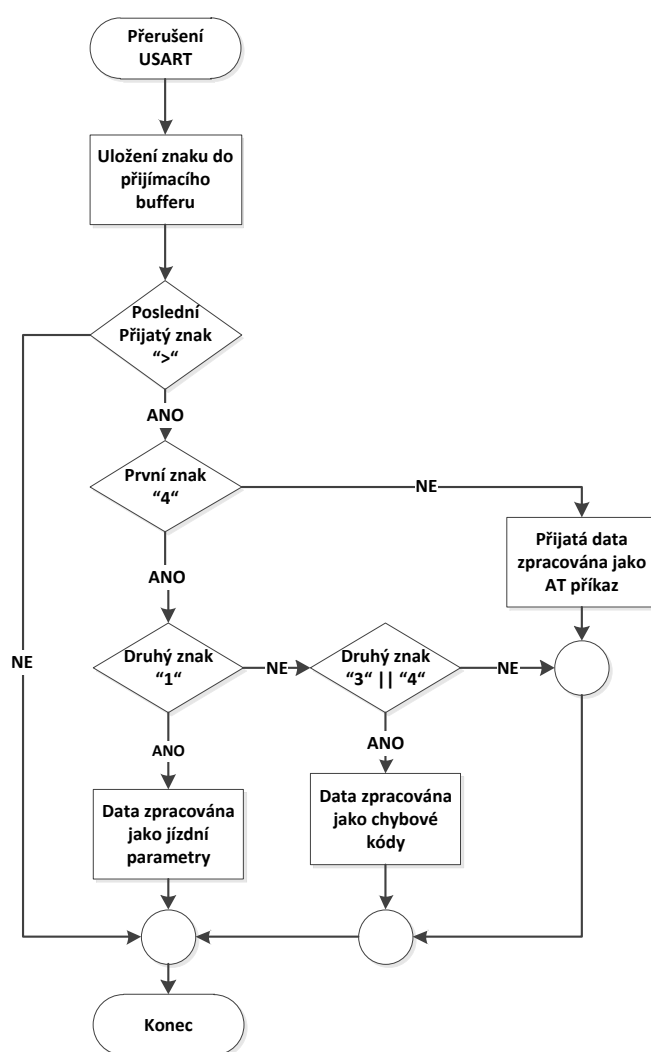 Přerušení
USART
Uložení znaku do
přijímacího
bufferu
Poslední
Přijatý znak
“>“
ANO
První znak
“4“
NE
Přijatá data
zpracována jako
AT příkaz
ANO
NE
Druhý znak
“1“
NE
Druhý znak
“3“ || “4“
NE
ANO
ANO
Data zpracována
jako jízdní
parametry
Data zpracována
jako chybové
kódy
Konec